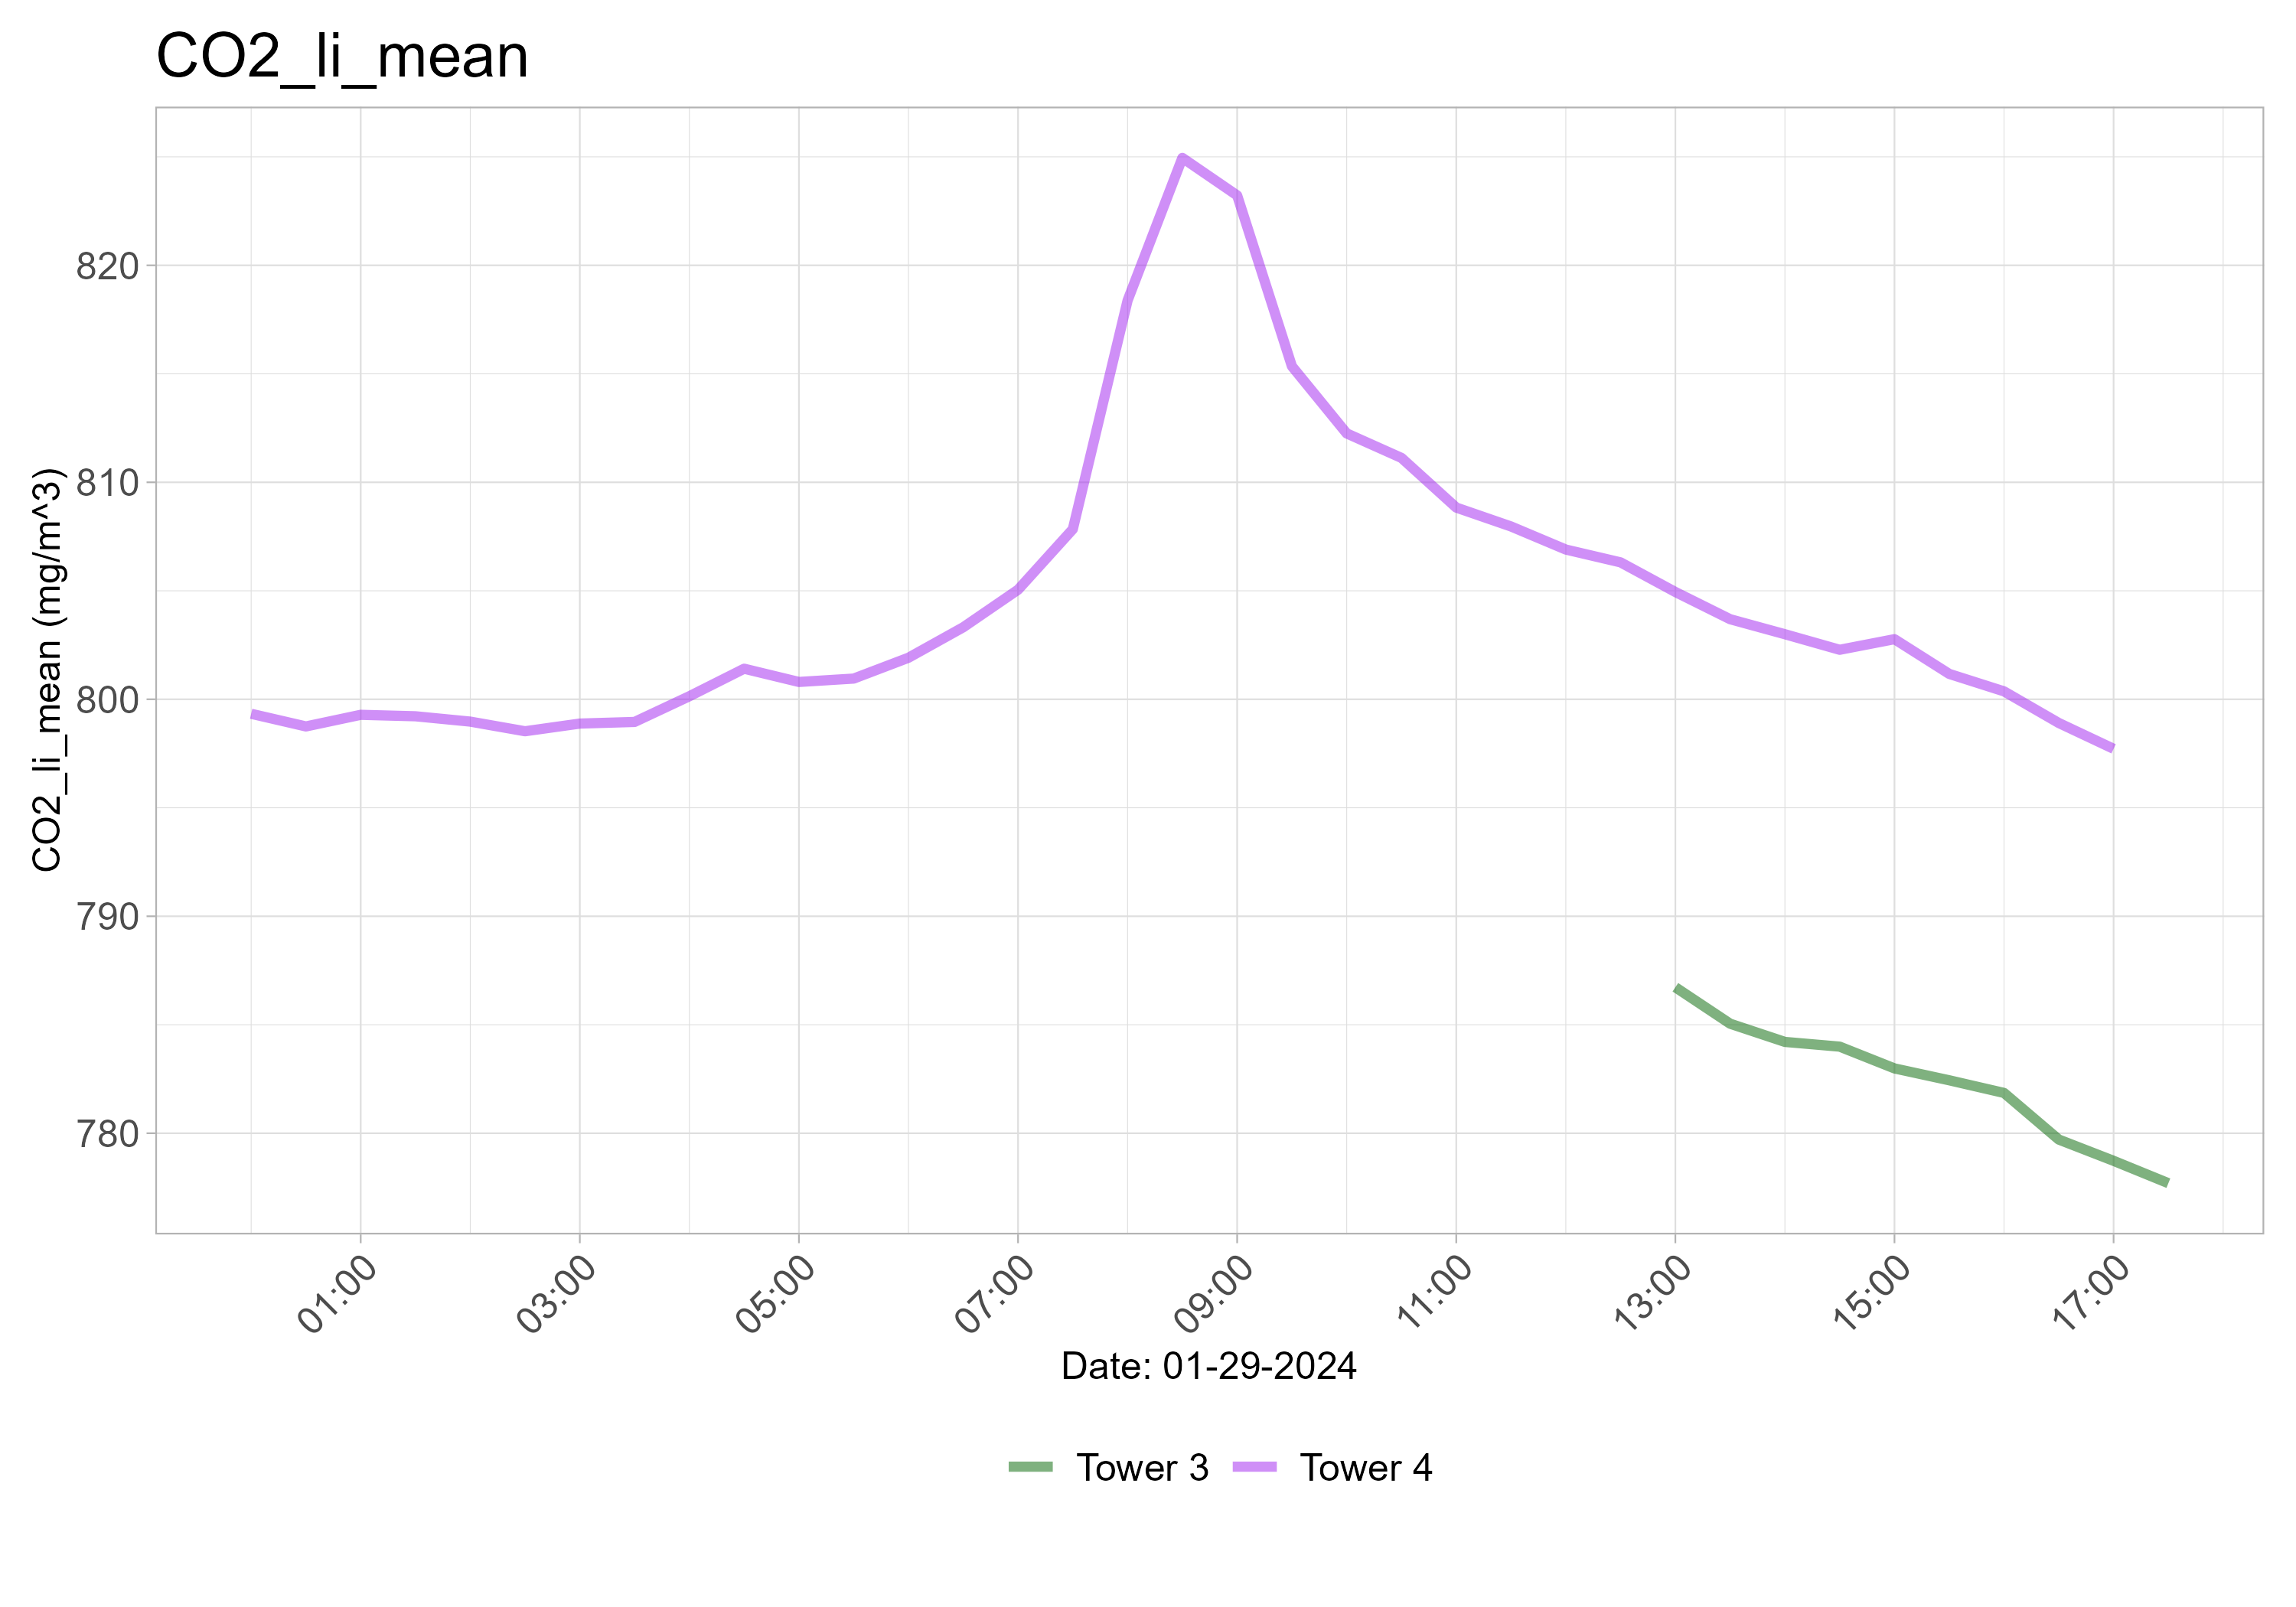 CO2_li_mean
CO2_li_mean (mg/m^3)
820
810
800
790
780
01:00
03:00
05:00
07:00
09:00
11:00
13:00
15:00
17:00
Date: 01-29-2024
Tower 3
Tower 4